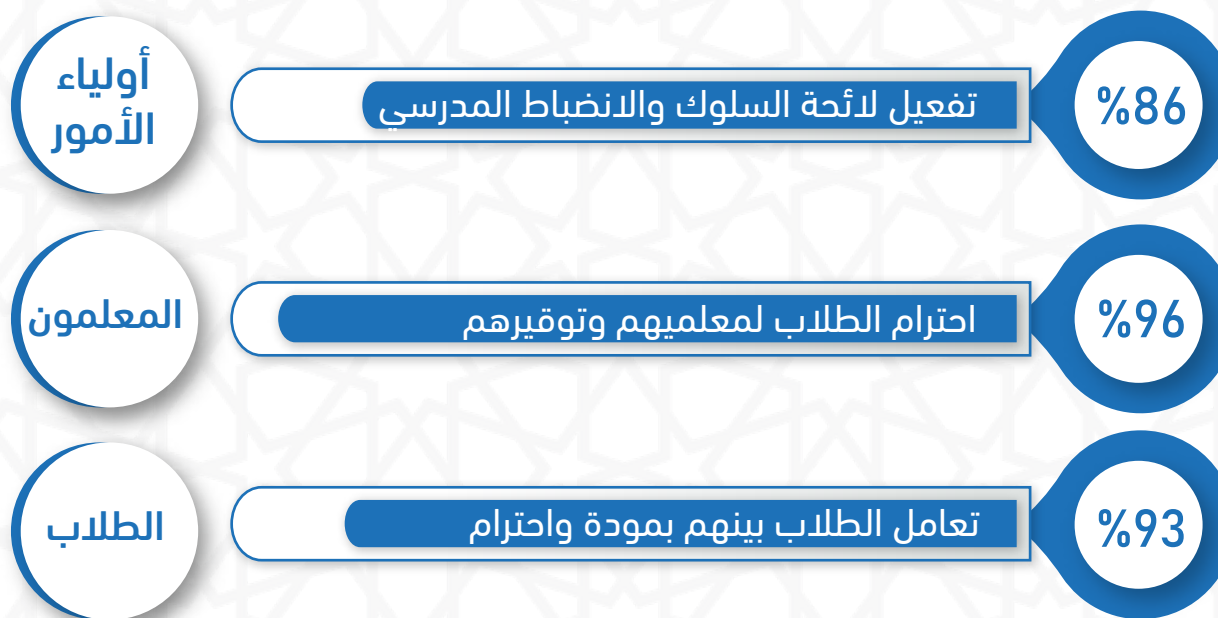 %86
تفعيل لائحة السلوك والانضباط المدرسي
أولياء
الأمور
%96
احترام الطلاب لمعلميهم وتوقيرهم
المعلمون
%93
تعامل الطلاب بينهم بمودة واحترام
الطلاب